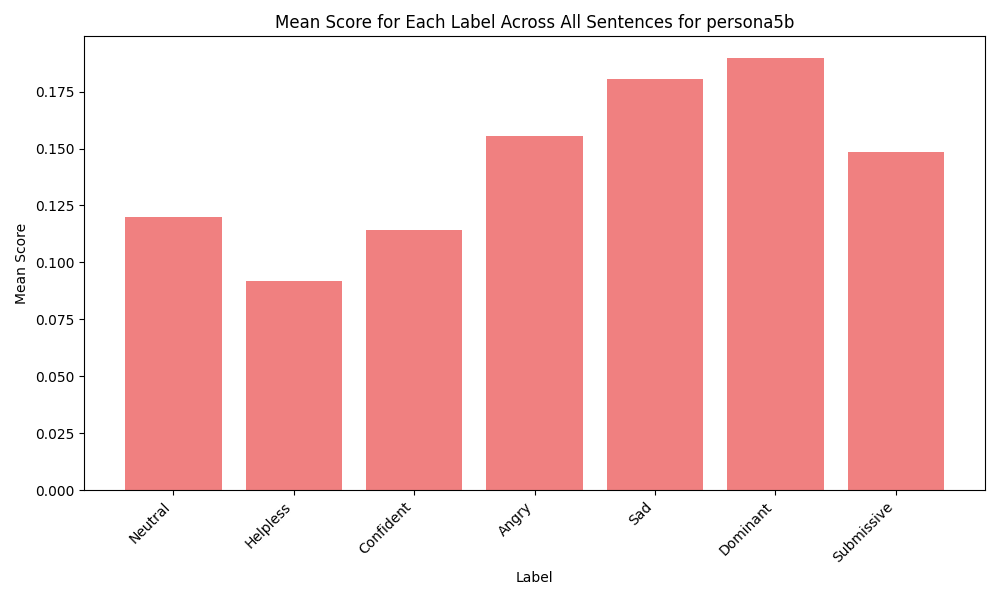 Mean Score for Each Label Across All Sentences for persona5b
0.175
0.150
0.125
0.100
0.075
0.050
0.025
0.000
Mean Score
Neutral
Helpless
Confident
Angry
Sad
Dominant
Submissive
Label